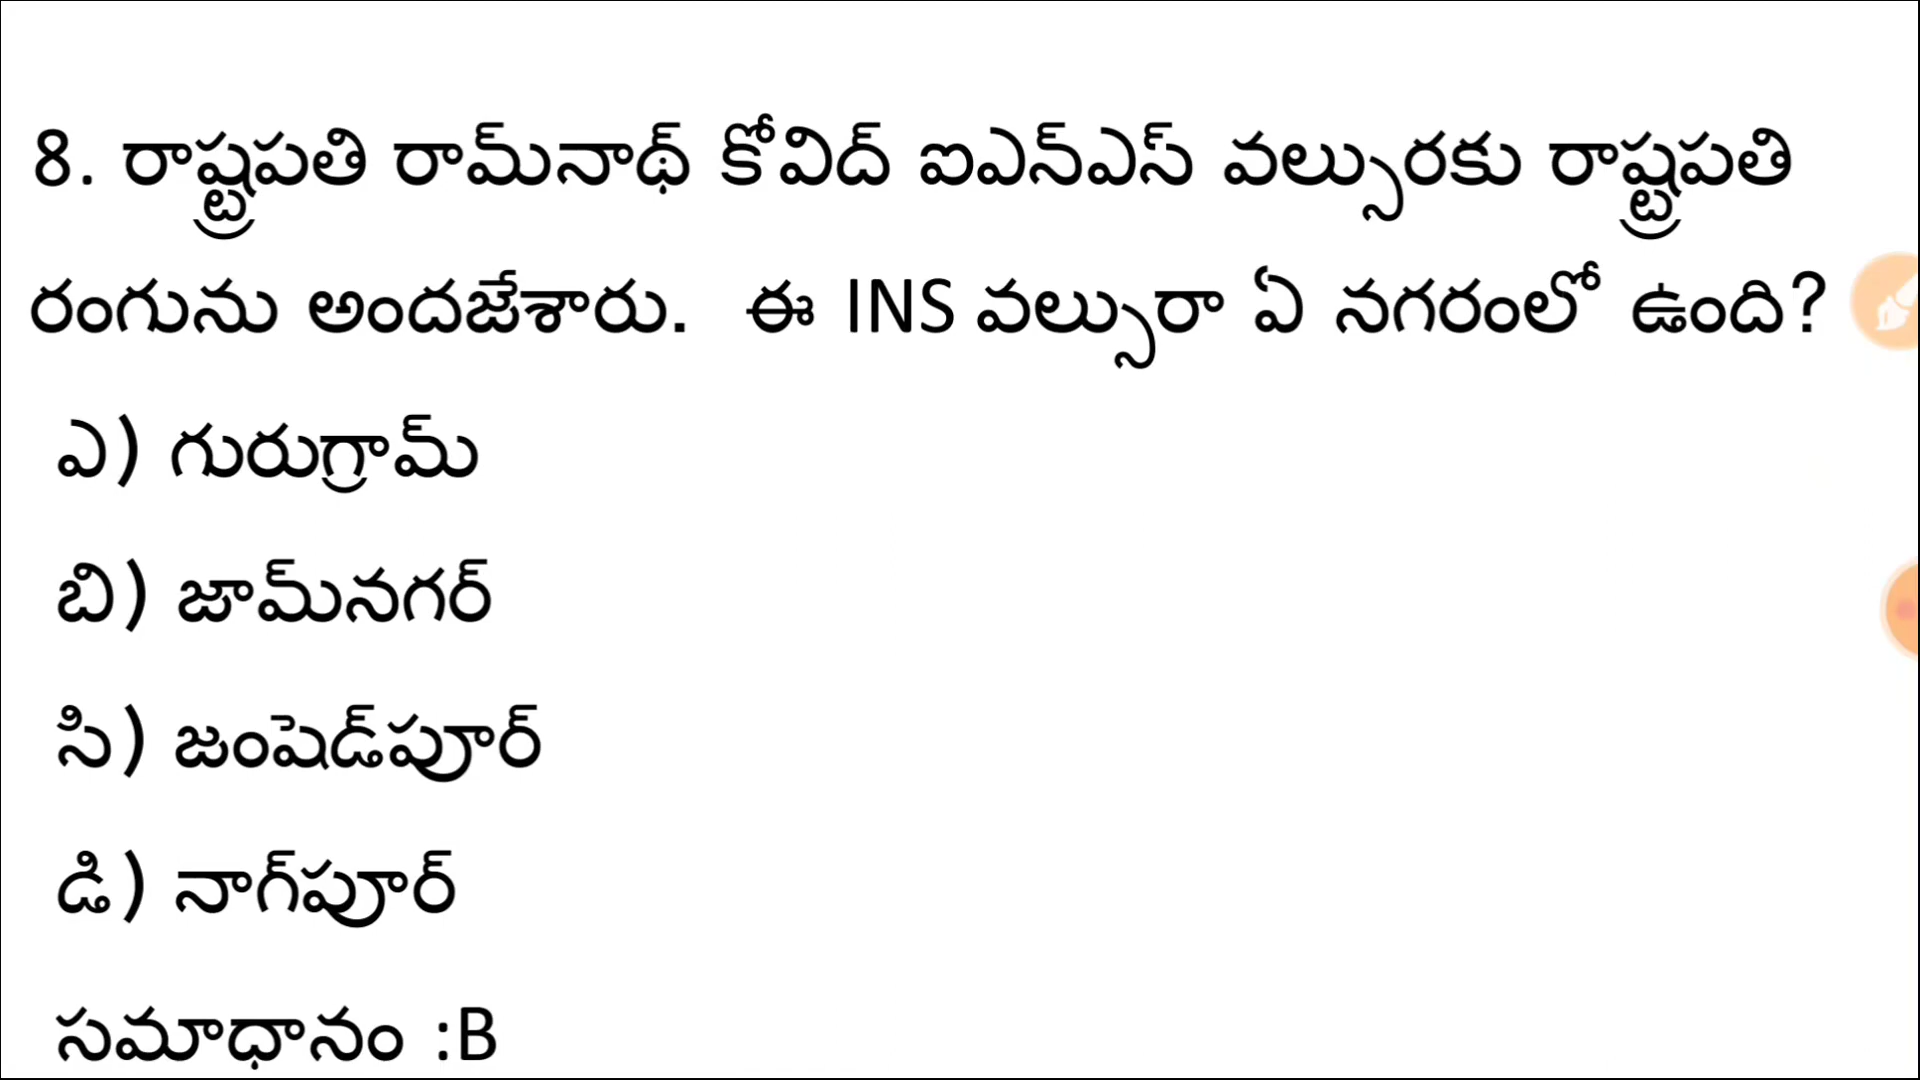 8. రాష్ట్రపతి రామ్‌నాథ్ కోవిద్ ఐఎన్ఎస్ వల్సురకు రాష్ట్రపతి
రంగును అందజేశారు. ఈ INS వల్సురా ఏ నగరంలో ఉంది?
ఎ) గురుగ్రామ్
బి) జామ్‌నగర్
సి) జంషెడ్‌పూర్
డి) నాగ్‌పూర్
సమాధానం :B